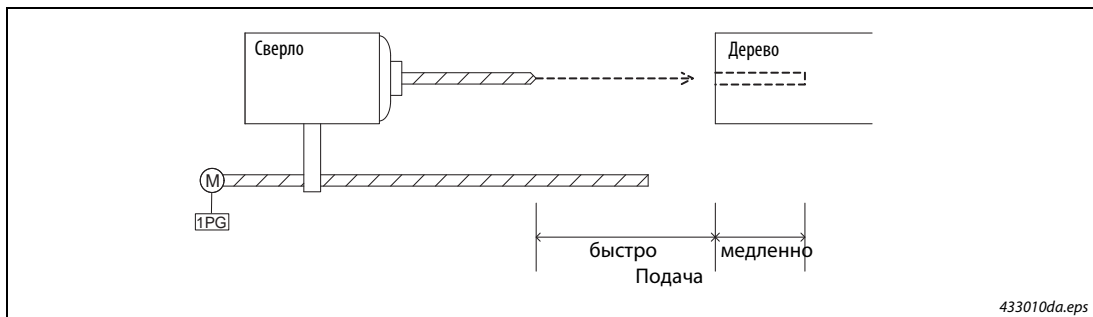 Сверло
Дерево
M
1PG
быстро
медленно
Подача
433010da.eps